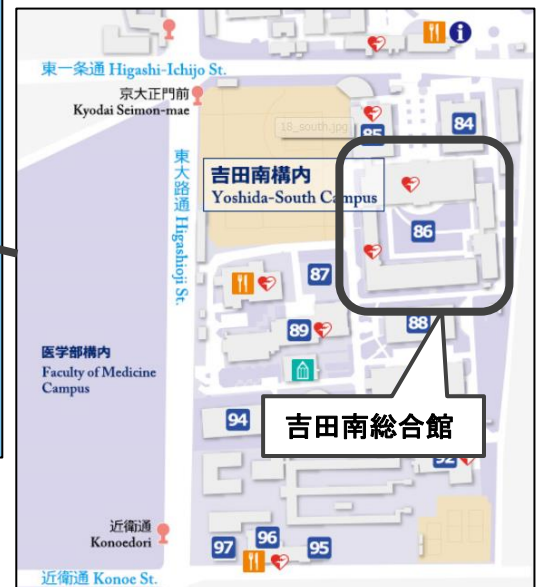 東一条通 Higashi-Ichijo St.
京大正門前
Kyodai Seimon-mae
18_south.jpg
85
84
東大路通 Higashioji St.
吉田南構内
Yoshida-South Campus
86
87
89
88
医学部構内
Faculty of Medicine
Campus
94
吉田南総合館
92
近衛通
Konoedori
97
96
95
近衛通 Konoe St.